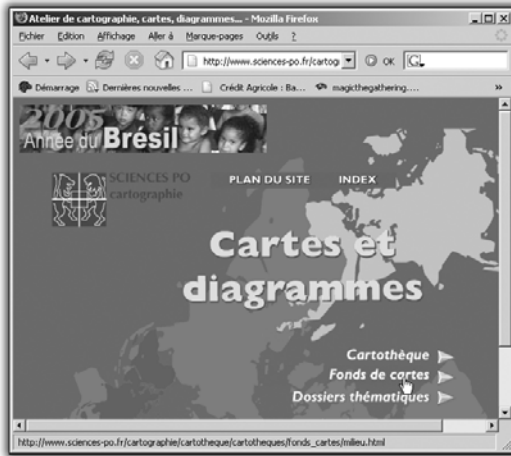 Atelier de cartographie, cartes, diagrammes... - Mozilla Firefox
Fichier Edition Affichage Aller à Marque-pages Outils ?
http://www.sciences-po.fr/cartog OK G
Démarrage Dernières nouvelles ... Crédit Agricole : Ba... magicthegathering.... »
2005
Année du Brésil
SCIENCES PO
cartographie
PLAN DU SITE INDEX
Cartes et
diagrammes
Cartothèque
Fonds de cartes
Dossiers thématiques
http://www.sciences-po.fr/cartographie/cartotheque/cartotheques/fonds_cartes/milieu.html